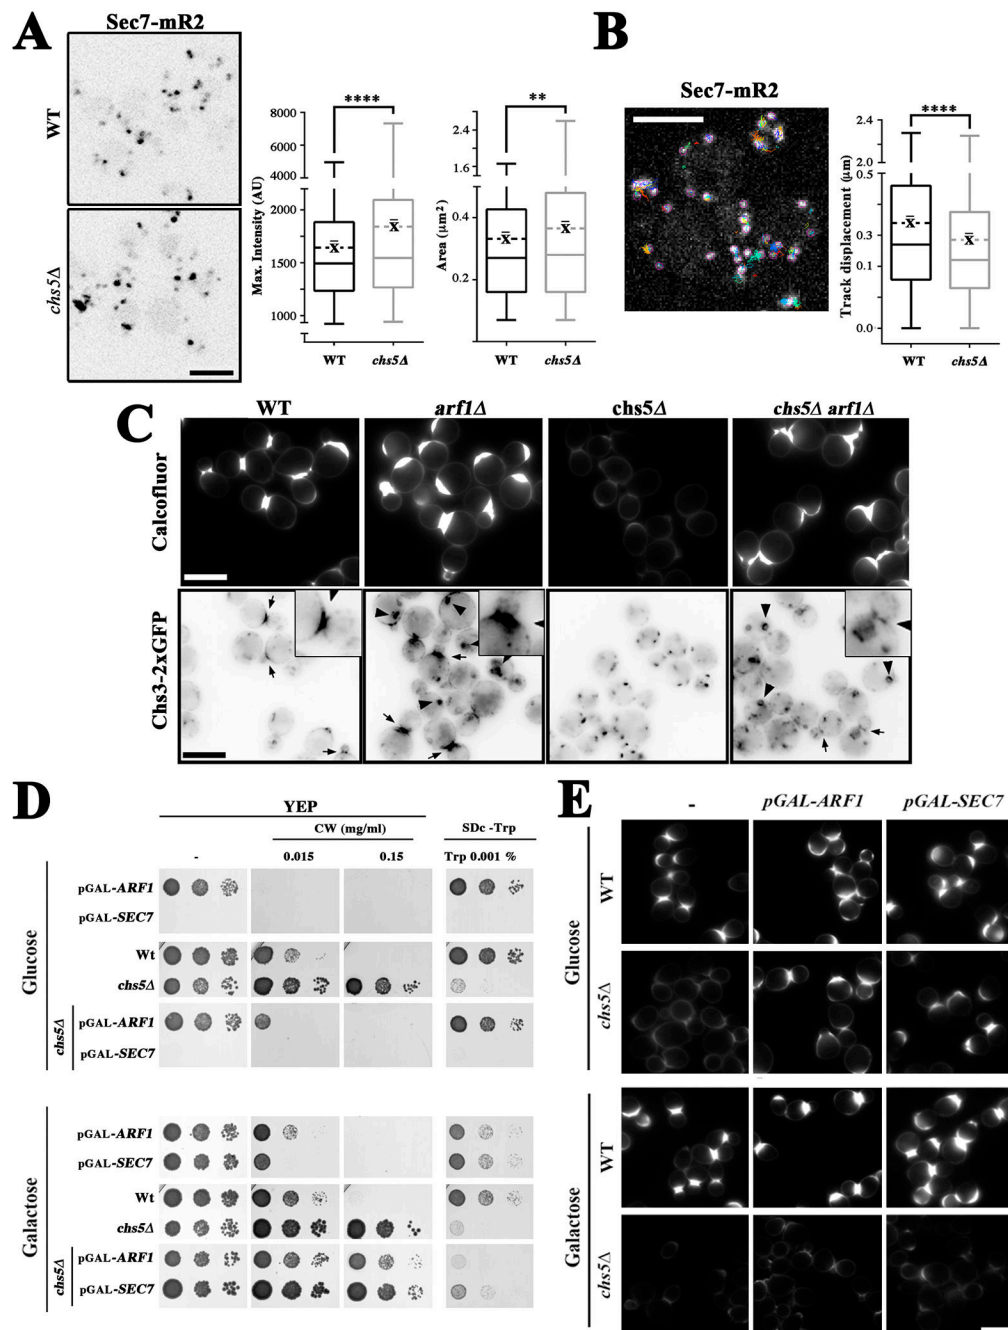 A
Sec7-mR2
WT
chs5Δ
****
8000
6000
4000
2000
1500
1000
Max. Intensity (AU)
x̄
x̄
WT
chs5Δ
**
2.4
1.6
0.4
0.2
Area (μm²)
x̄
x̄
WT
chs5Δ
B
Sec7-mR2
****
2.4
2.0
0.5
0.3
0.1
0.0
Track displacement (μm)
x̄
x̄
WT
chs5Δ
C
WT
arf1Δ
chs5Δ
chs5Δ arf1Δ
Calcofluor
Chs3-2xGFP
D
YEP
CW (mg/ml)
SDc -Trp
-
0.015
0.15
Trp 0.001 %
Glucose
pGAL-ARF1
pGAL-SEC7
Wt
chs5Δ
chs5Δ
pGAL-ARF1
pGAL-SEC7
Galactose
pGAL-ARF1
pGAL-SEC7
Wt
chs5Δ
chs5Δ
pGAL-ARF1
pGAL-SEC7
E
-
pGAL-ARF1
pGAL-SEC7
Glucose
WT
chs5Δ
Galactose
WT
chs5Δ